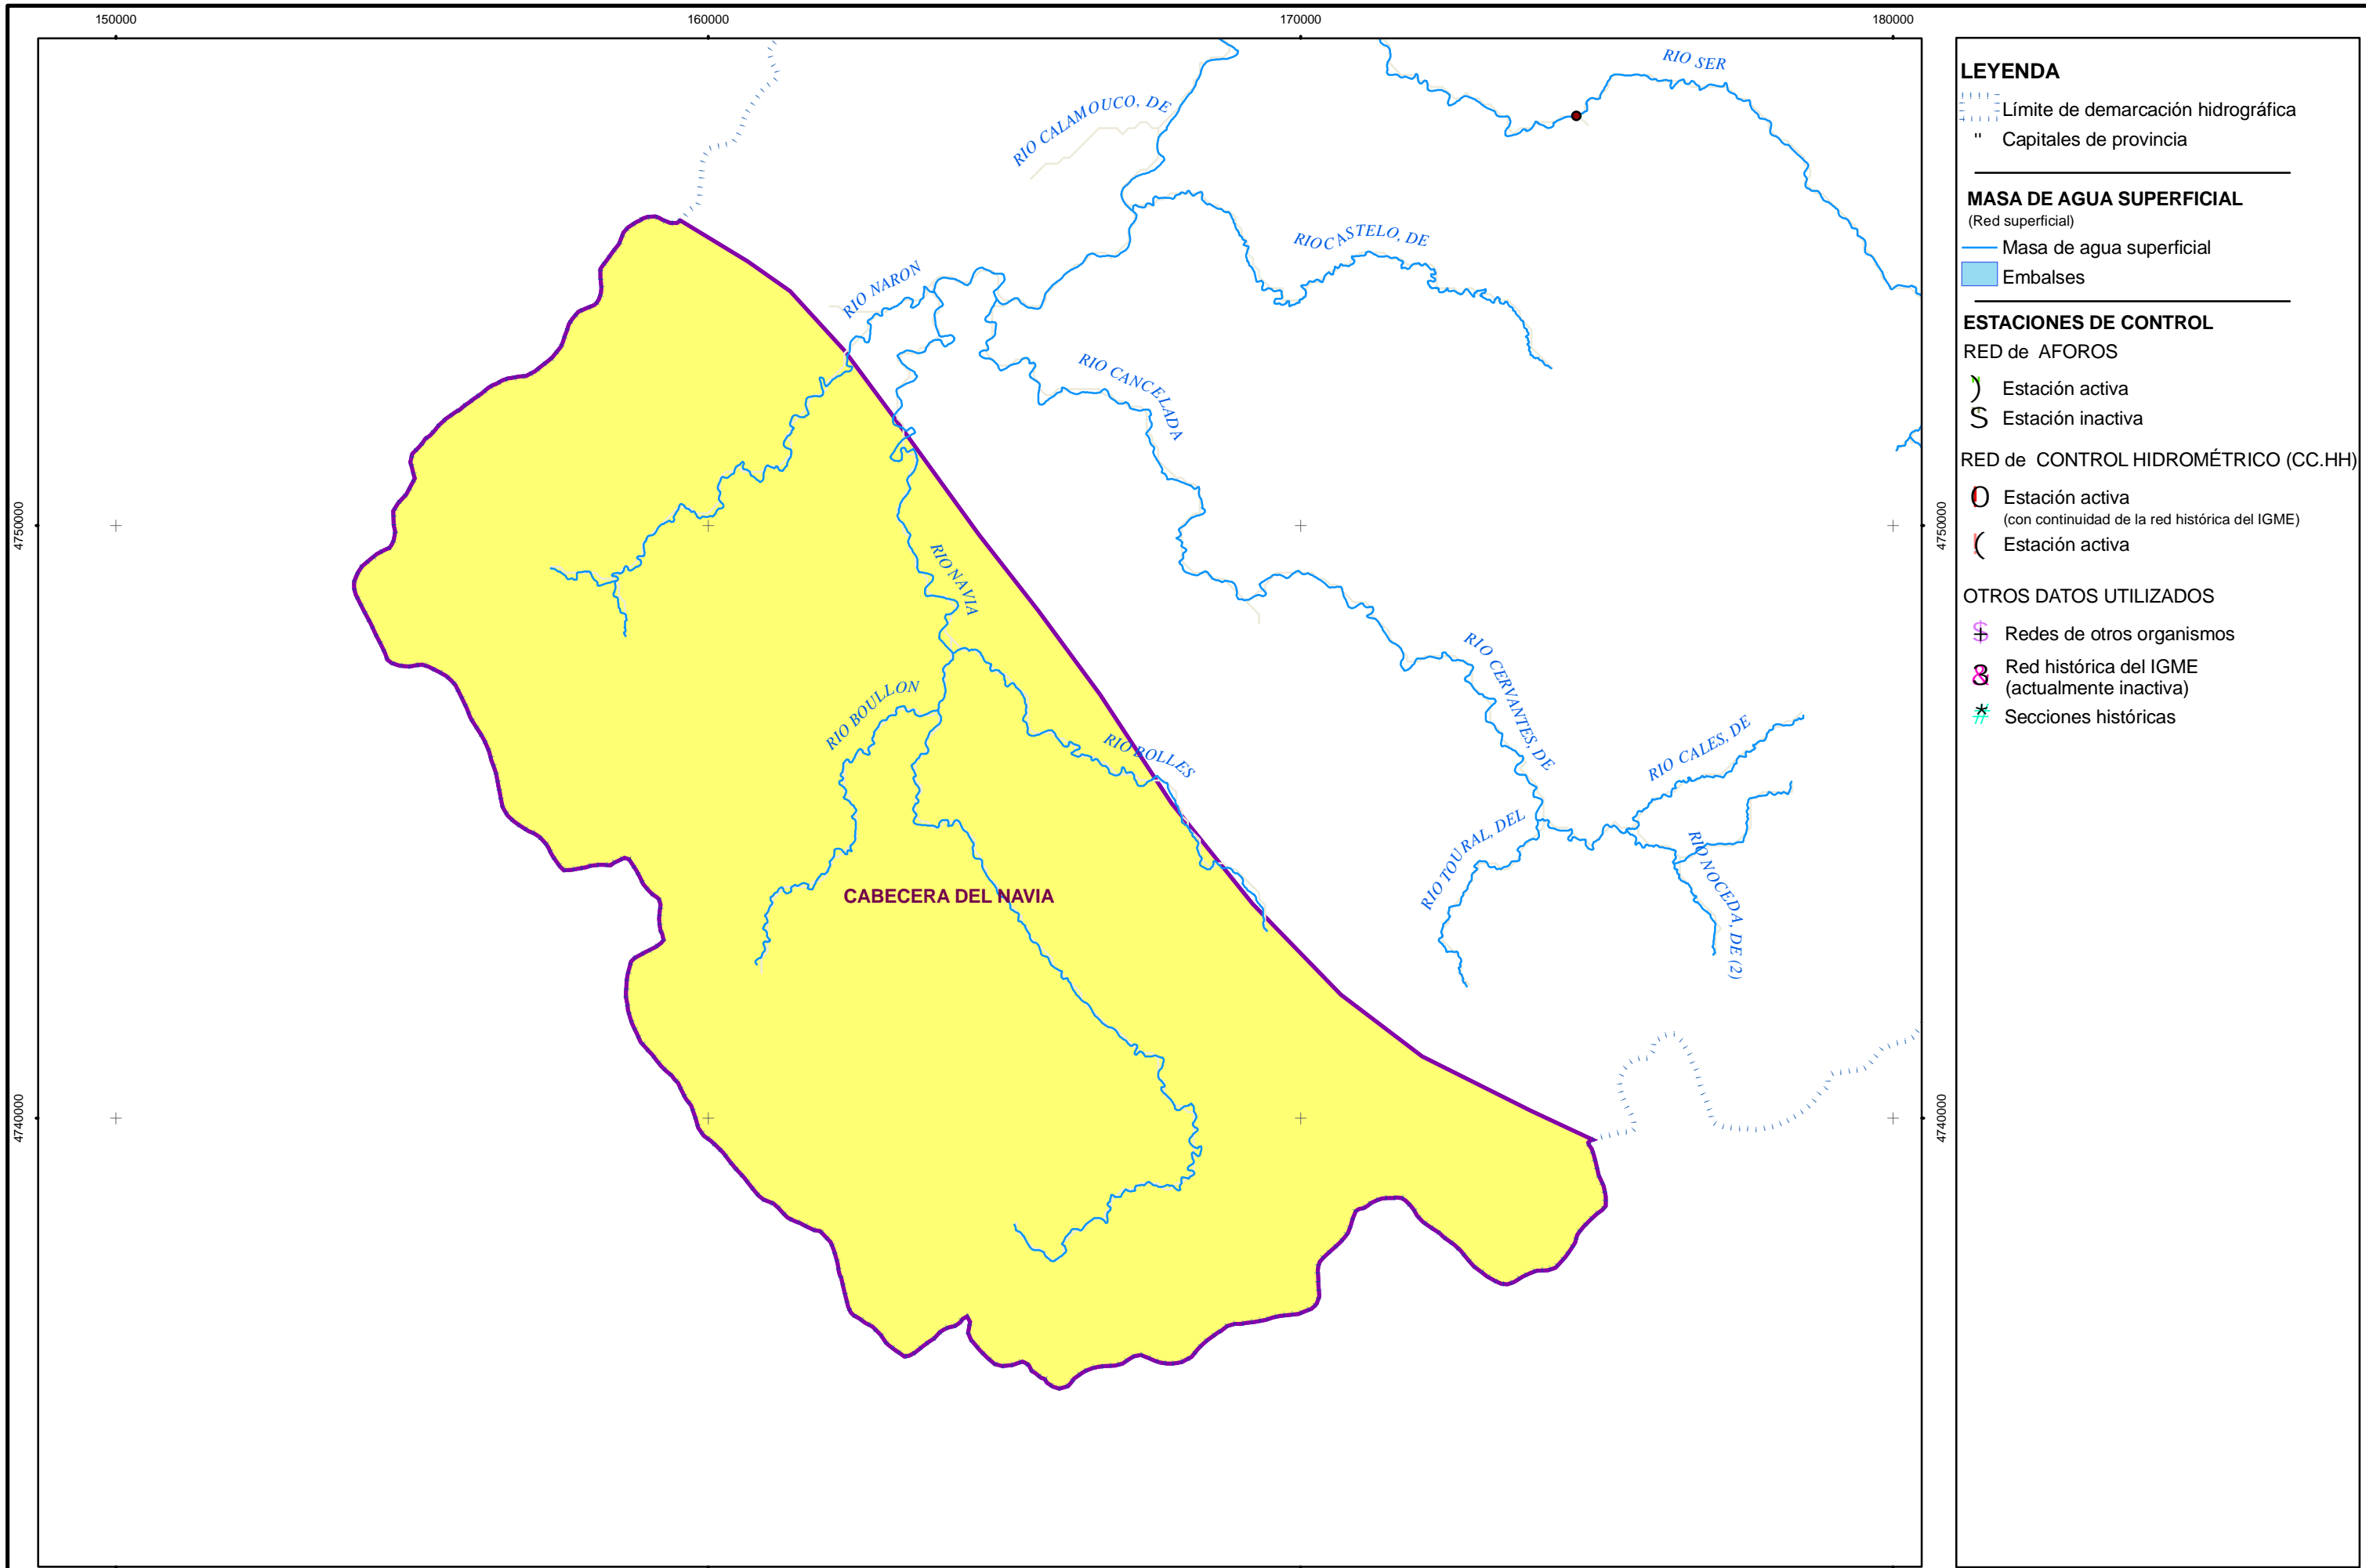 150000
160000
170000
180000
4750000
4740000
4750000
4740000
RIO SER
RIO CALAMOUCO, DE
RIO CASTELO, DE
RIO NARON
RIO CANCELADA
RIO NAVIA
RIO BOULLON
RIO BOLLES
RIO CERVANTES, DE
RIO CALES, DE
RIO TOURAL, DEL
RIO NOCEDA, DE (2)
CABECERA DEL NAVIA
LEYENDA
Límite de demarcación hidrográfica
" Capitales de provincia
MASA DE AGUA SUPERFICIAL
(Red superficial)
Masa de agua superficial
Embalses
ESTACIONES DE CONTROL
RED de AFOROS
) Estación activa
S Estación inactiva
RED de CONTROL HIDROMÉTRICO (CC.HH)
Estación activa
(con continuidad de la red histórica del IGME)
( Estación activa
OTROS DATOS UTILIZADOS
Redes de otros organismos
Red histórica del IGME
(actualmente inactiva)
Secciones históricas